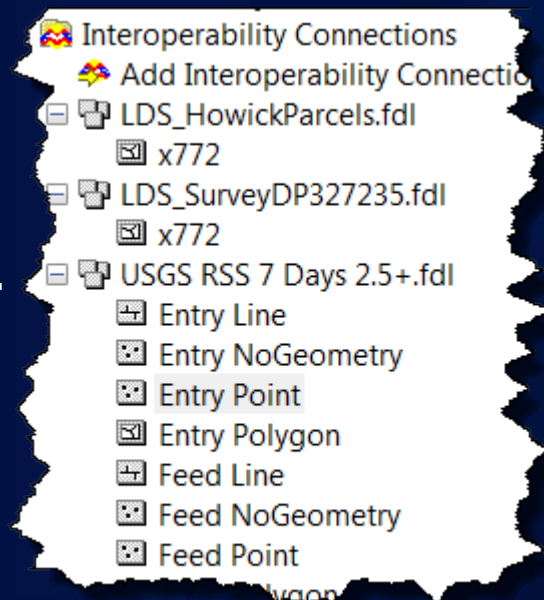 Interoperability Connections
Add Interoperability Connectio
LDS_HowickParcels.fdl
x772
LDS_SurveyDP327235.fdl
x772
USGS RSS 7 Days 2.5+.fdl
Entry Line
Entry NoGeometry
Entry Point
Entry Polygon
Feed Line
Feed NoGeometry
Feed Point